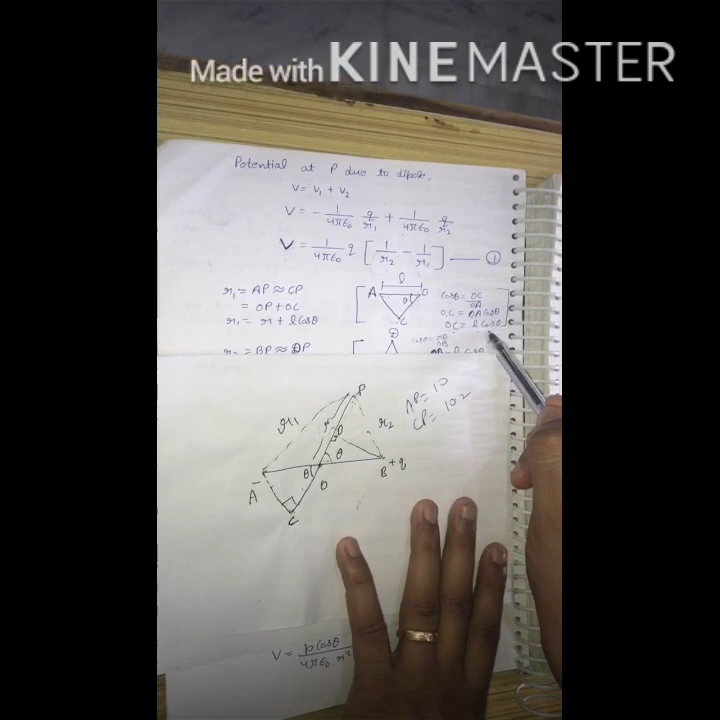 Made with KINEMASTER
Potential at P due to dipole.
V = V₁ + V₂
V = - 1/4πε₀ q/r₁ + 1/4πε₀ q/r₂
V = 1/4πε₀ q [ 1/r₂ - 1/r₁ ] —— ①
r₁ = AP ≈ CP
= OP + OC
r₁ = r + l cosθ
l
A θ O
C
cosθ = OC/OA
OC = OA cosθ
OC = l cosθ
r₂ = BP ≈ DP
D
P
r₁
r
D
r₂
AP = 10
CP = 10.2
θ
θ
A -
O
B +q
C
V = p cosθ / 4πε₀ r²